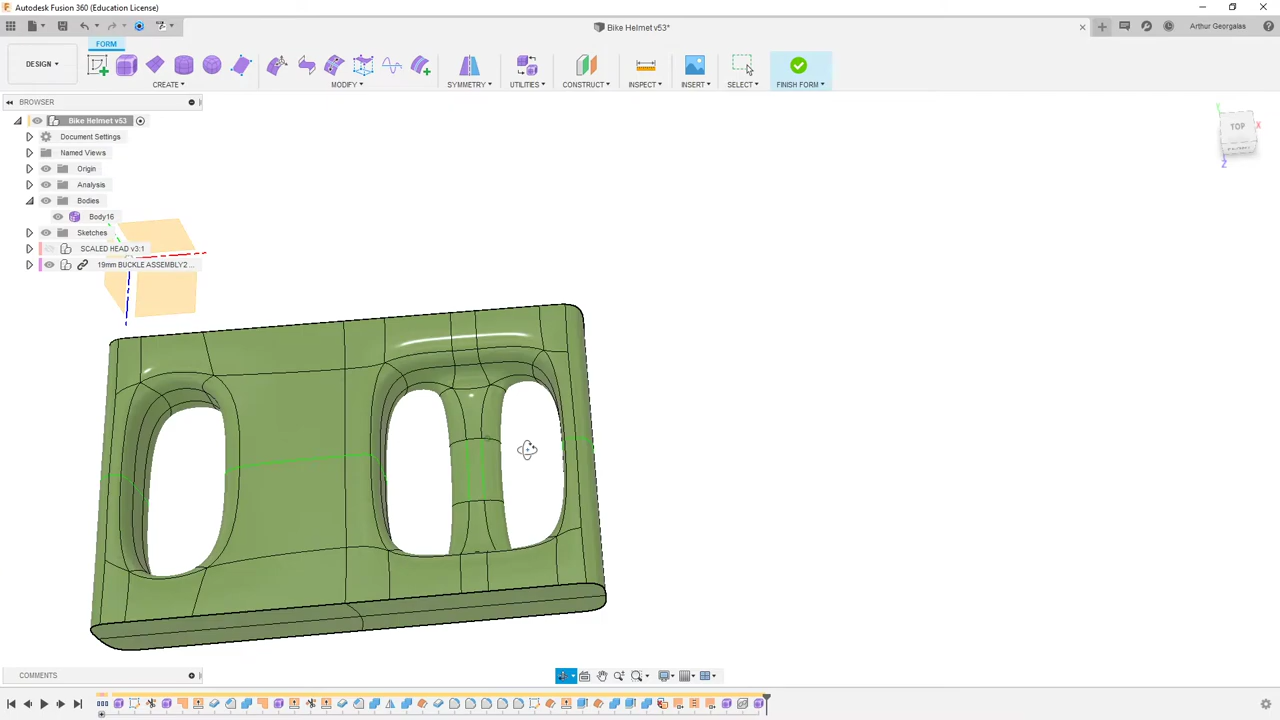 Autodesk Fusion 360 (Education License)
Bike Helmet v53*
Arthur Georgalas
FORM
DESIGN
CREATE
MODIFY
SYMMETRY
UTILITIES
CONSTRUCT
INSPECT
INSERT
SELECT
FINISH FORM
BROWSER
Bike Helmet v53
Document Settings
Named Views
Origin
Analysis
Bodies
Body16
Sketches
SCALED HEAD v3:1
19mm BUCKLE ASSEMBLY2...
TOP
X
Z
COMMENTS